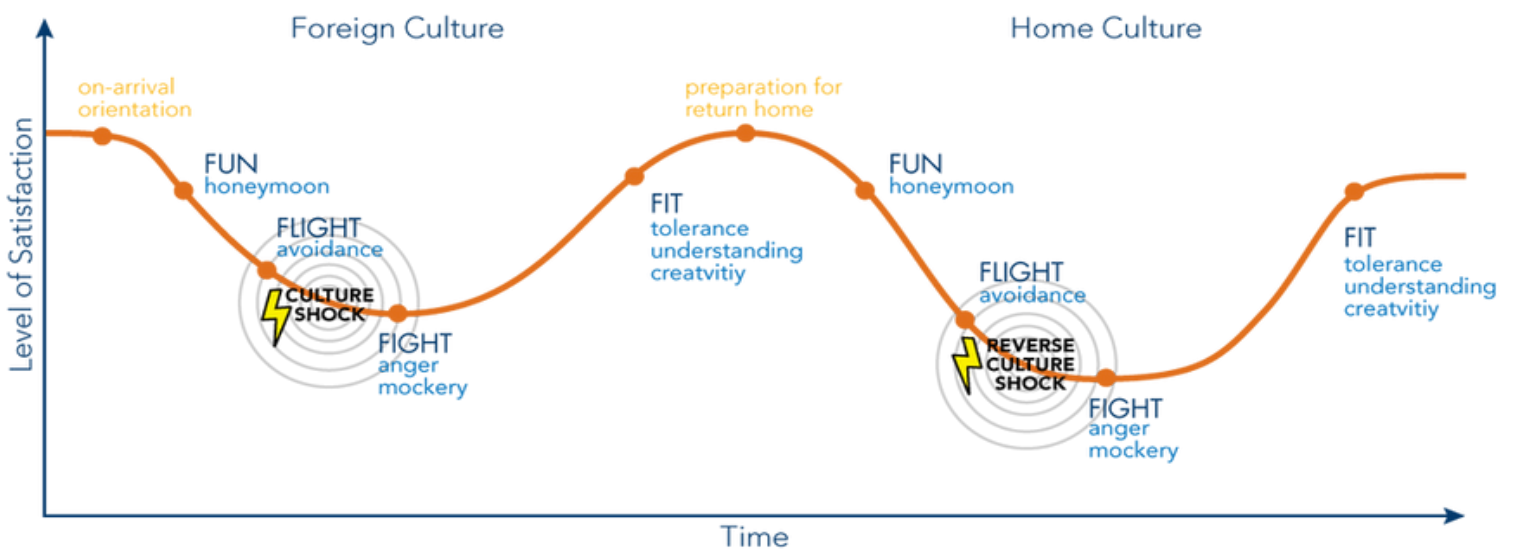 Foreign Culture
Home Culture
Level of Satisfaction
on-arrival
orientation
FUN
honeymoon
FLIGHT
avoidance
CULTURE
SHOCK
FIGHT
anger
mockery
FIT
tolerance
understanding
creatvitiy
preparation for
return home
FUN
honeymoon
FLIGHT
avoidance
REVERSE
CULTURE
SHOCK
FIGHT
anger
mockery
FIT
tolerance
understanding
creatvitiy
Time